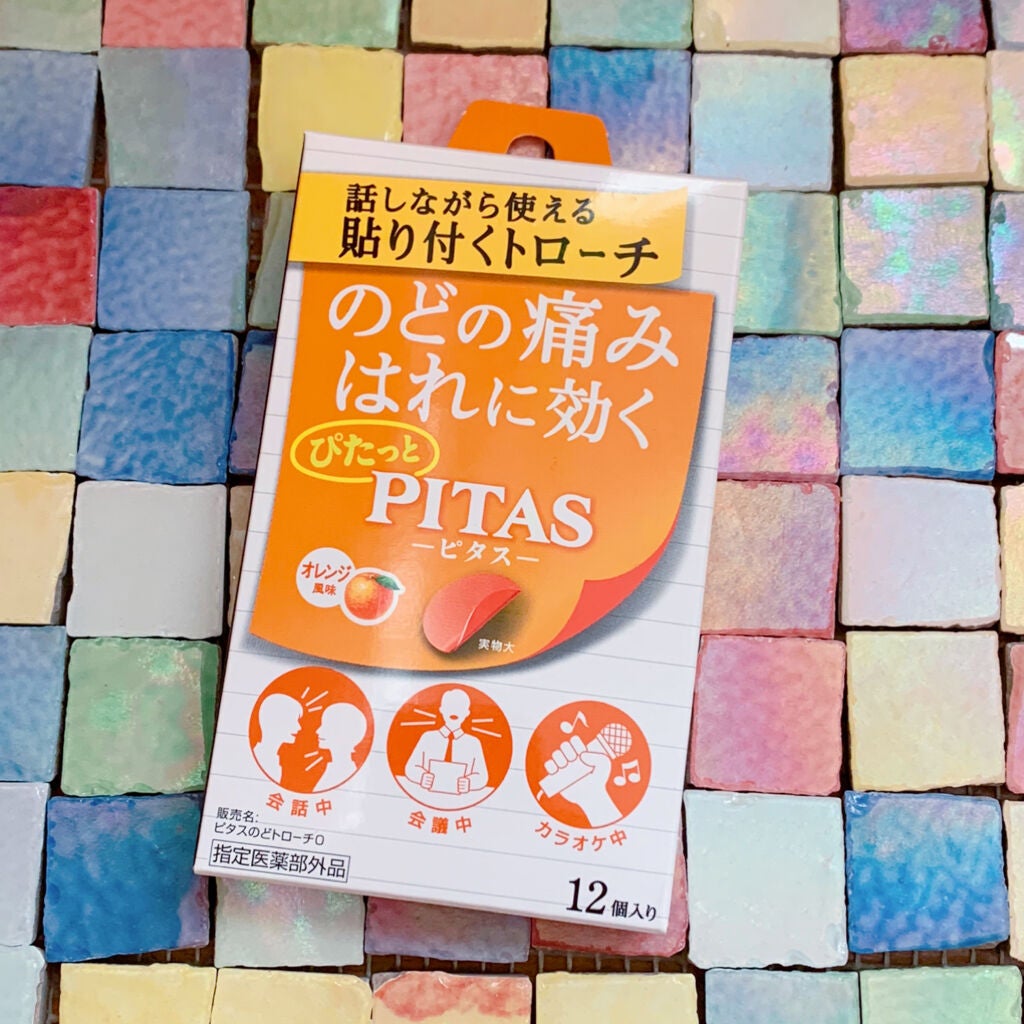 話しながら使える
貼り付くトローチ
のどの痛み
はれに効く
ぴたっと
PITAS
ーピタスー
オレンジ
風味
実物大
会話中
会議中
カラオケ中
販売名:
ピタスのどトローチO
指定医薬部外品
12個入り